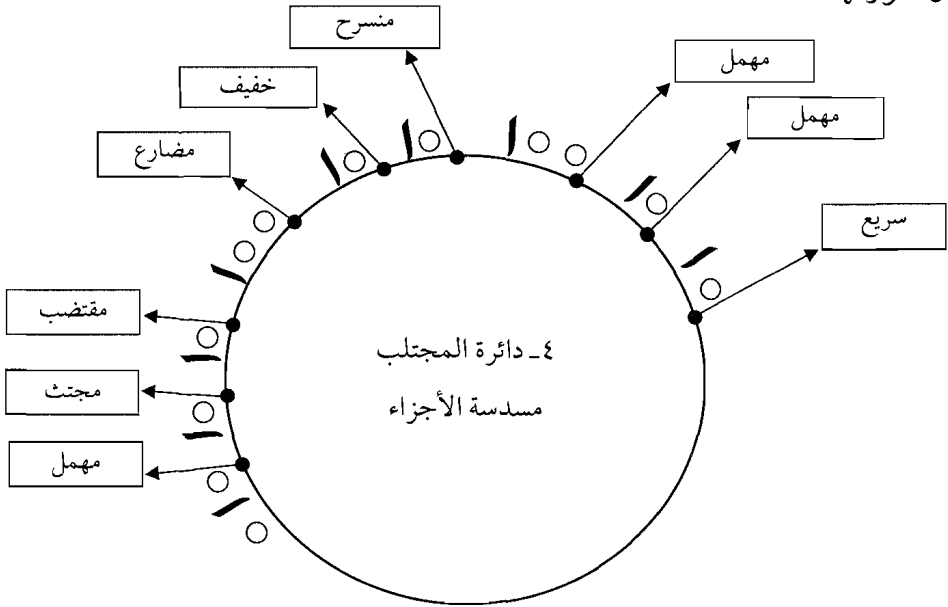 منسرح
مهمل
خفيف
مهمل
مضارع
سريع
مقتضب
٤ـ دائرة المجتلب
مجتث
مسدسة الأجزاء
مهمل